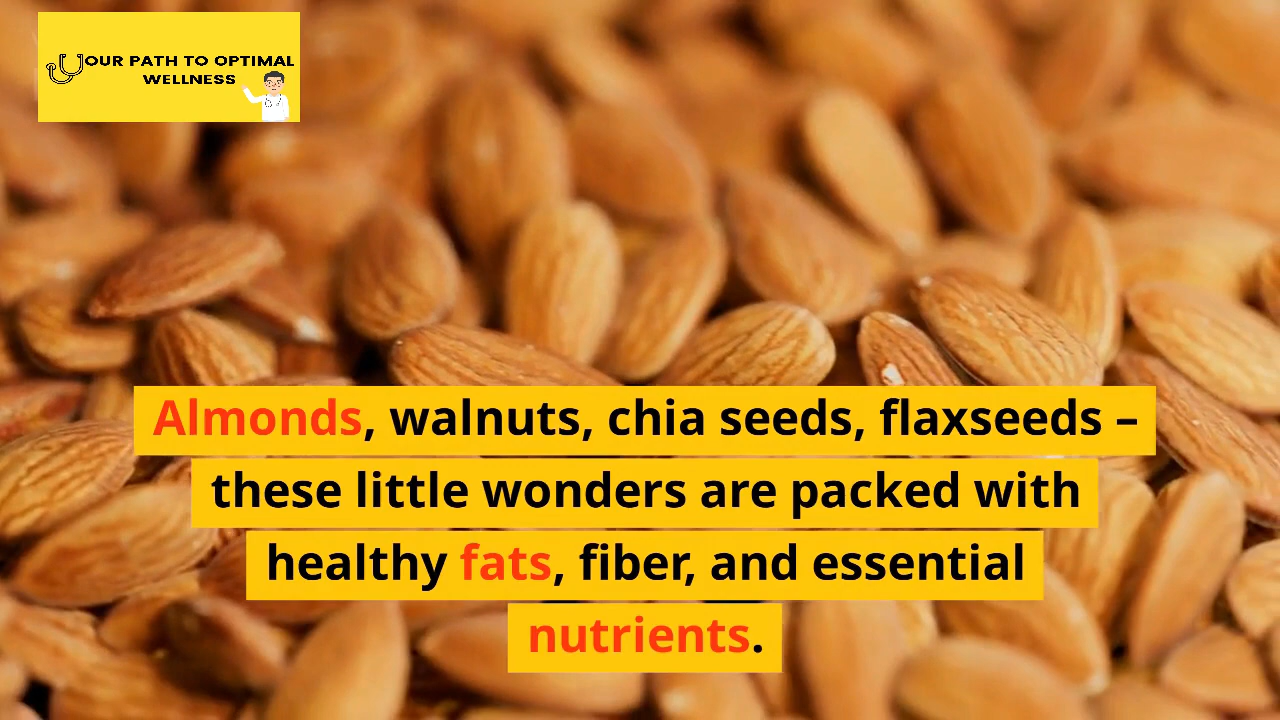 OUR PATH TO OPTIMAL
WELLNESS
Almonds, walnuts, chia seeds, flaxseeds –
these little wonders are packed with
healthy fats, fiber, and essential
nutrients.